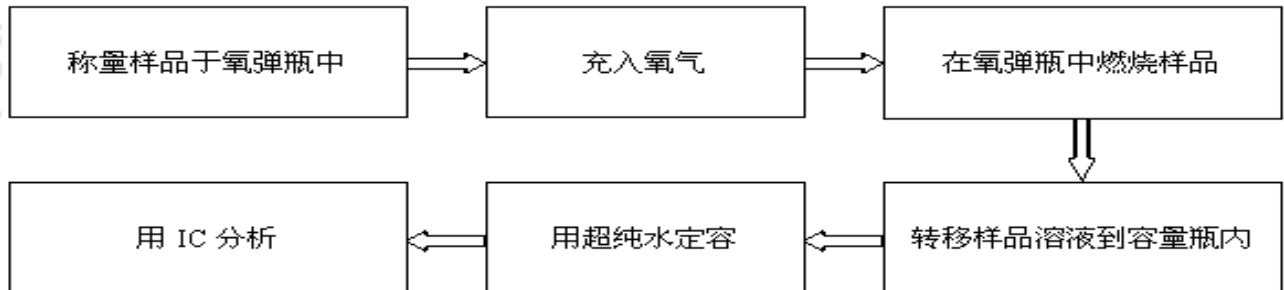 称量样品于氧弹瓶中
充入氧气
在氧弹瓶中燃烧样品
转移样品溶液到容量瓶内
用超纯水定容
用 IC 分析